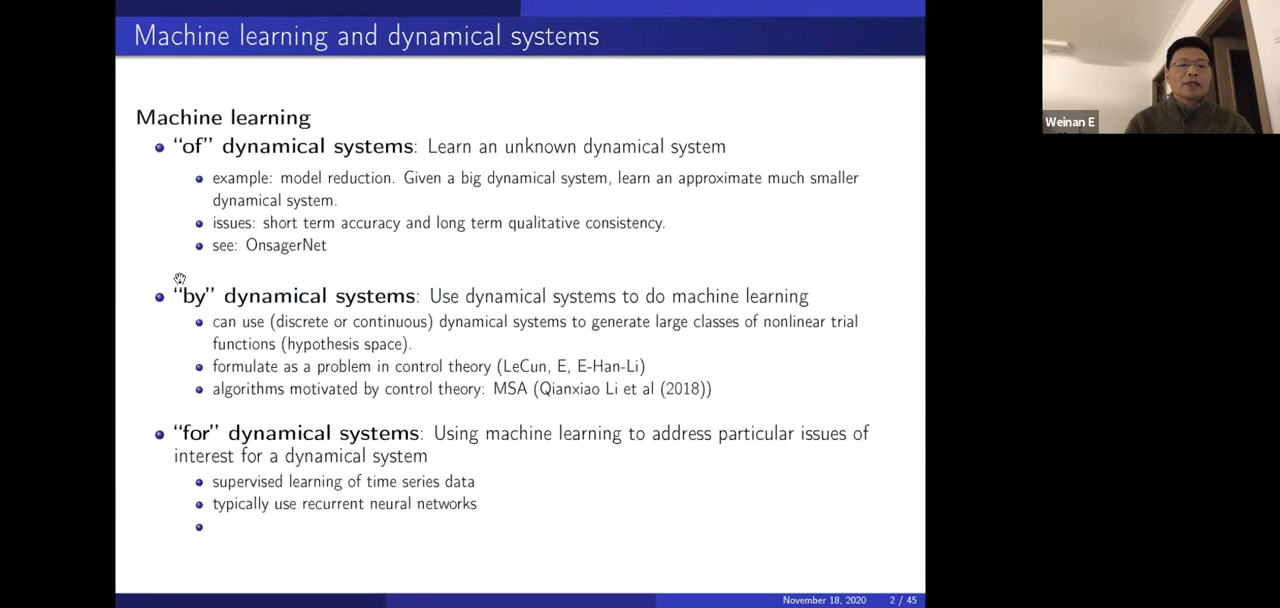 Machine learning and dynamical systems
Weinan E
Machine learning
“of” dynamical systems: Learn an unknown dynamical system
example: model reduction. Given a big dynamical system, learn an approximate much smaller
dynamical system.
issues: short term accuracy and long term qualitative consistency.
see: OnsagerNet
“by” dynamical systems: Use dynamical systems to do machine learning
can use (discrete or continuous) dynamical systems to generate large classes of nonlinear trial
functions (hypothesis space).
formulate as a problem in control theory (LeCun, E, E-Han-Li)
algorithms motivated by control theory: MSA (Qianxiao Li et al (2018))
“for” dynamical systems: Using machine learning to address particular issues of
interest for a dynamical system
supervised learning of time series data
typically use recurrent neural networks
November 18, 2020 2 / 45